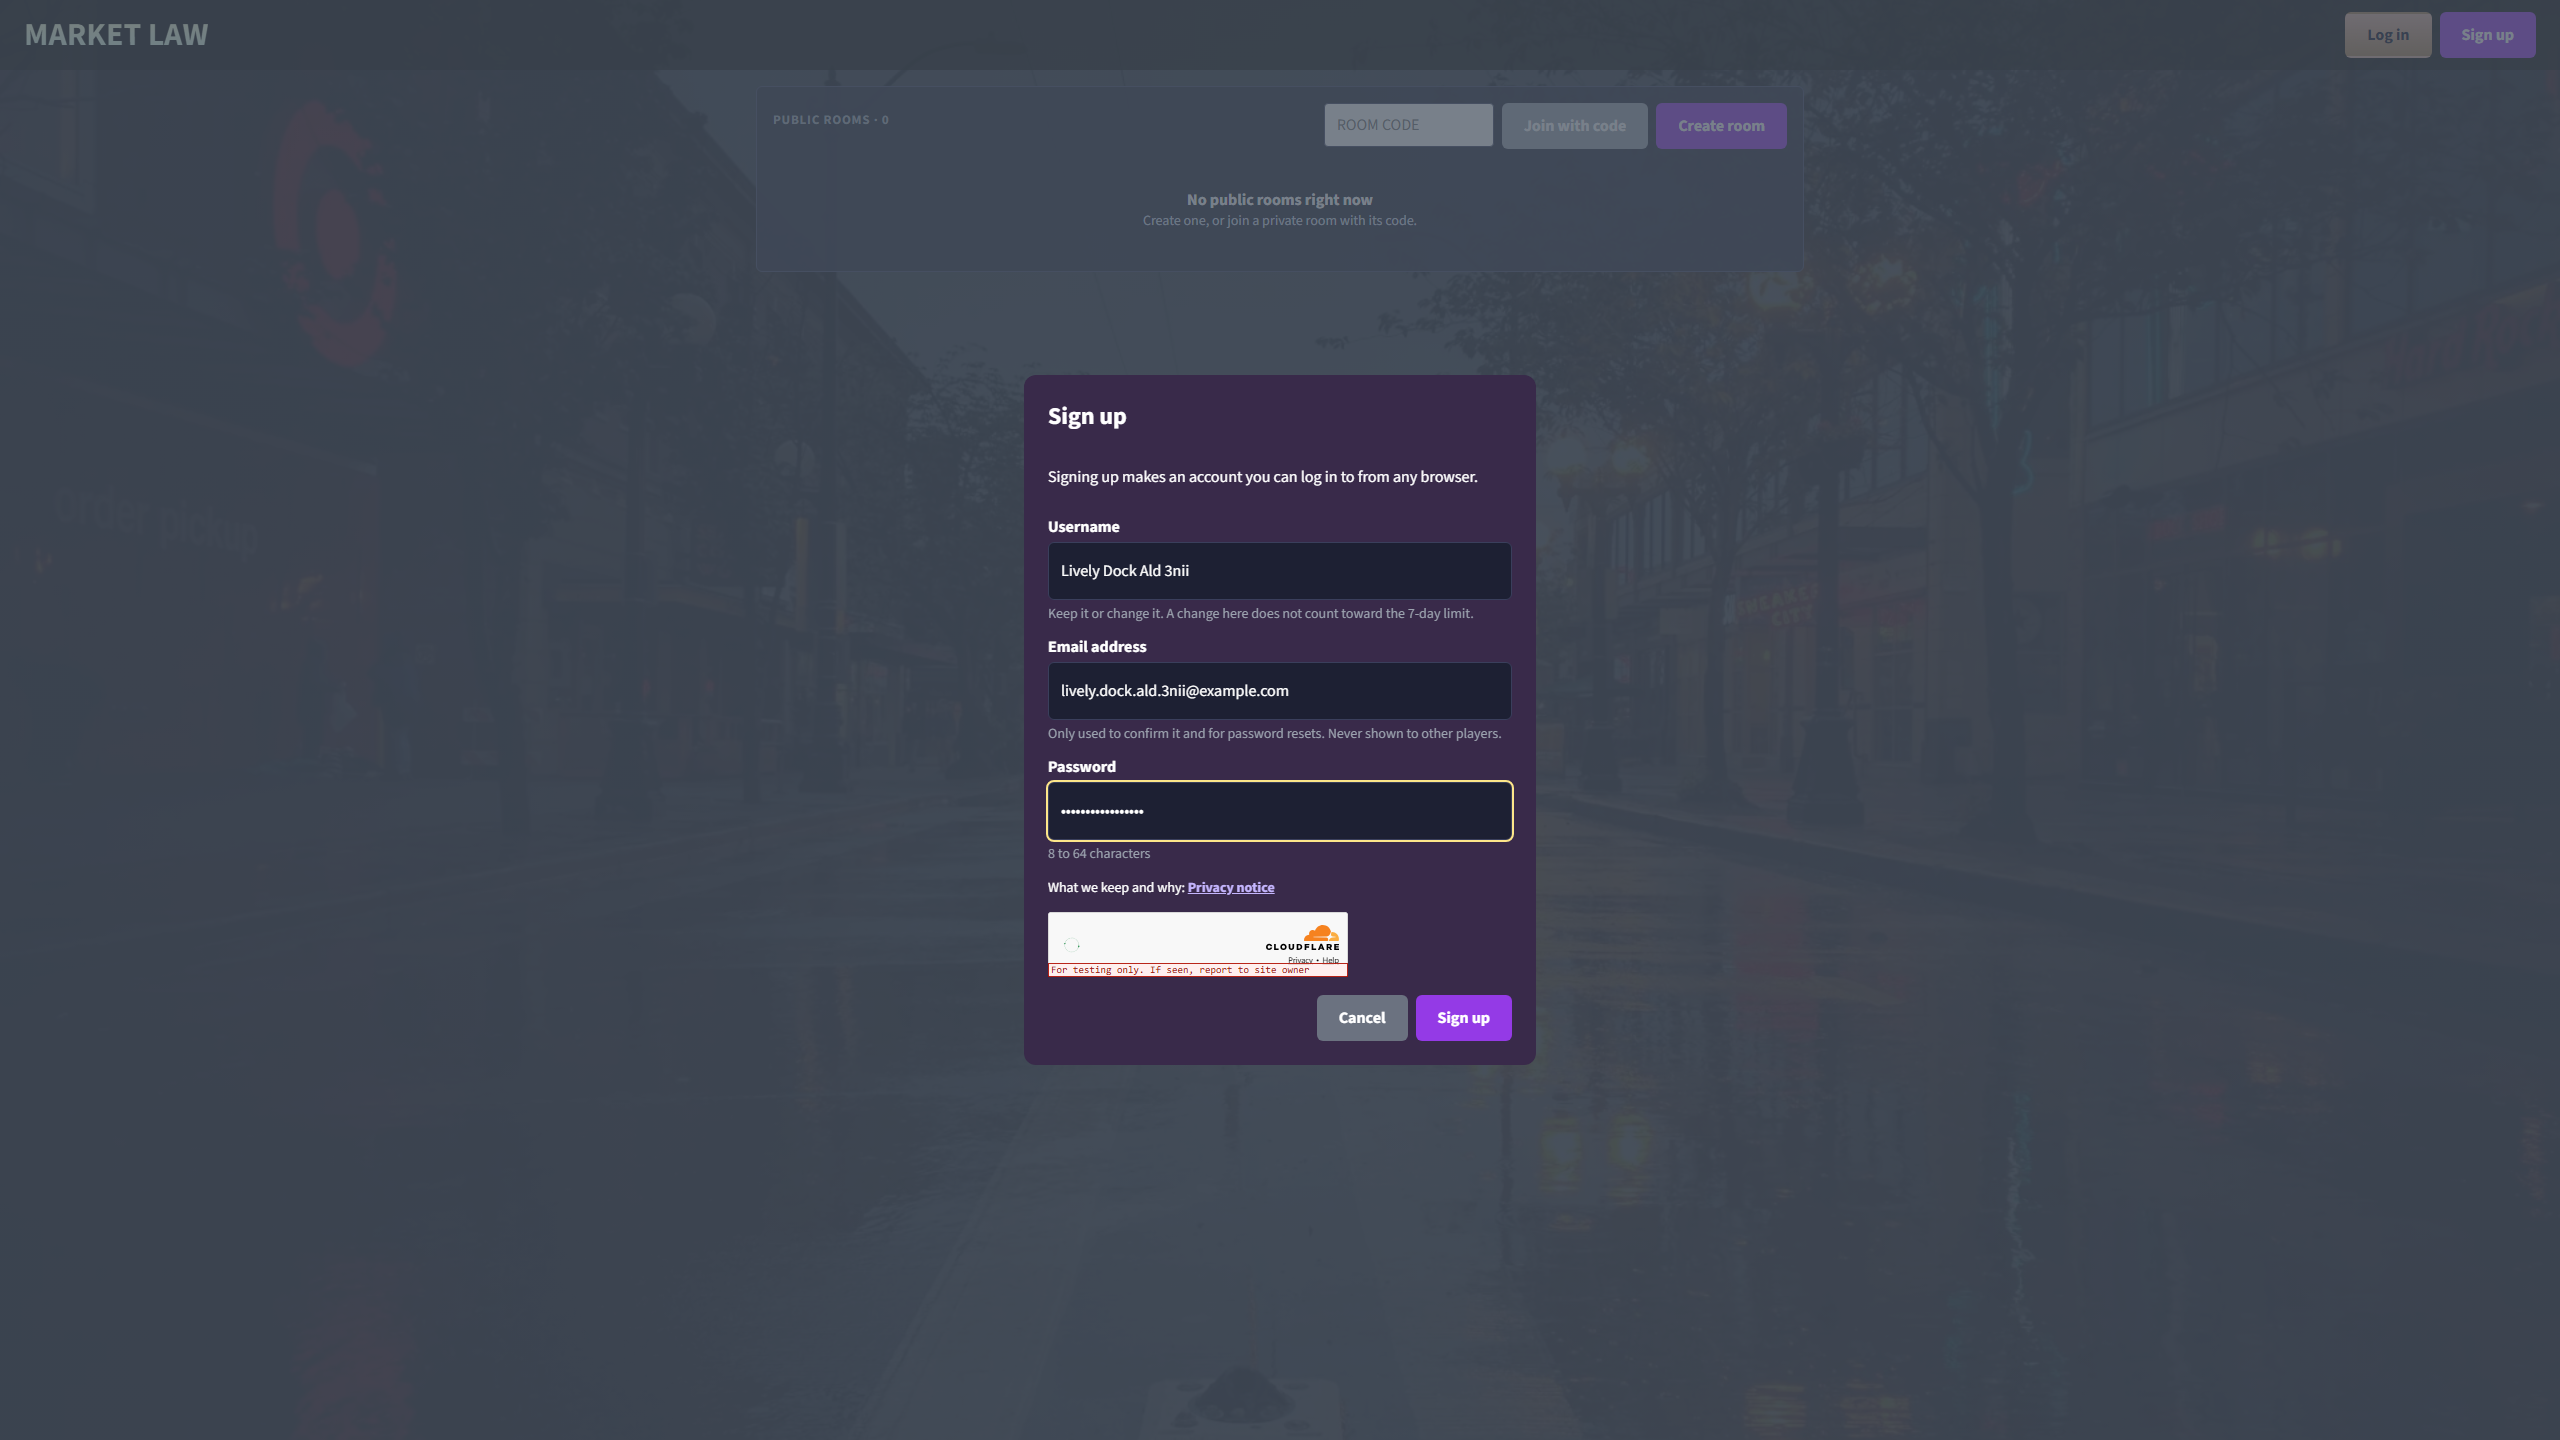 MARKET LAW
Log in
Sign up
PUBLIC ROOMS · 0
ROOM CODE
Join with code
Create room
No public rooms right now
Create one, or join a private room with its code.
order pickup
SNEAKER
CITY
Sign up
Signing up makes an account you can log in to from any browser.
Username
Lively Dock Ald 3nii
Keep it or change it. A change here does not count toward the 7-day limit.
Email address
lively.dock.ald.3nii@example.com
Only used to confirm it and for password resets. Never shown to other players.
Password
•••••••••••••••••
8 to 64 characters
What we keep and why: Privacy notice
CLOUDFLARE
Privacy • Help
For testing only. If seen, report to site owner
Cancel
Sign up